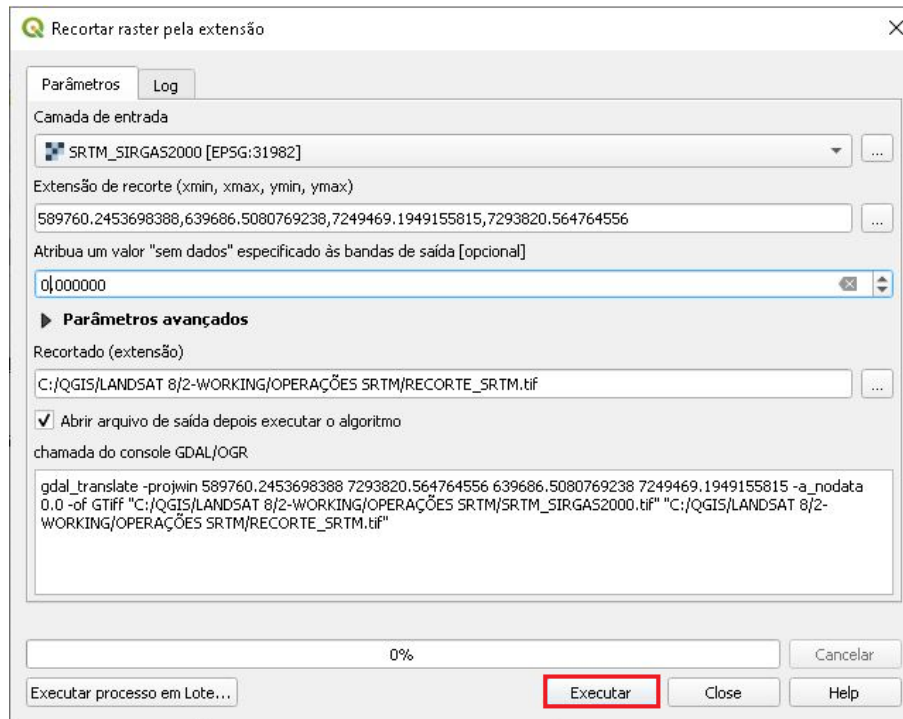 Recortar raster pela extensão
Parâmetros
Log
Camada de entrada
SRTM_SIRGAS2000 [EPSG:31982]
...
Extensão de recorte (xmin, xmax, ymin, ymax)
589760.2453698388,639686.5080769238,7249469.1949155815,7293820.564764556
...
Atribua um valor "sem dados" especificado às bandas de saída [opcional]
0,000000
Parâmetros avançados
Recortado (extensão)
C:/QGIS/LANDSAT 8/2-WORKING/OPERAÇÕES SRTM/RECORTE_SRTM.tif
...
Abrir arquivo de saída depois executar o algoritmo
chamada do console GDAL/OGR
gdal_translate -projwin 589760.2453698388 7293820.564764556 639686.5080769238 7249469.1949155815 -a_nodata
0.0 -of GTiff "C:/QGIS/LANDSAT 8/2-WORKING/OPERAÇÕES SRTM/SRTM_SIRGAS2000.tif" "C:/QGIS/LANDSAT 8/2-
WORKING/OPERAÇÕES SRTM/RECORTE_SRTM.tif"
0%
Cancelar
Executar processo em Lote...
Executar
Close
Help